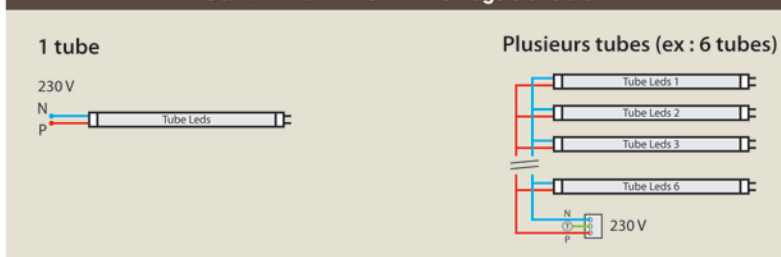 1 tube
230 V
N
P
Tube Leds
Plusieurs tubes (ex : 6 tubes)
Tube Leds 1
Tube Leds 2
Tube Leds 3
Tube Leds 6
N
T
P
230 V